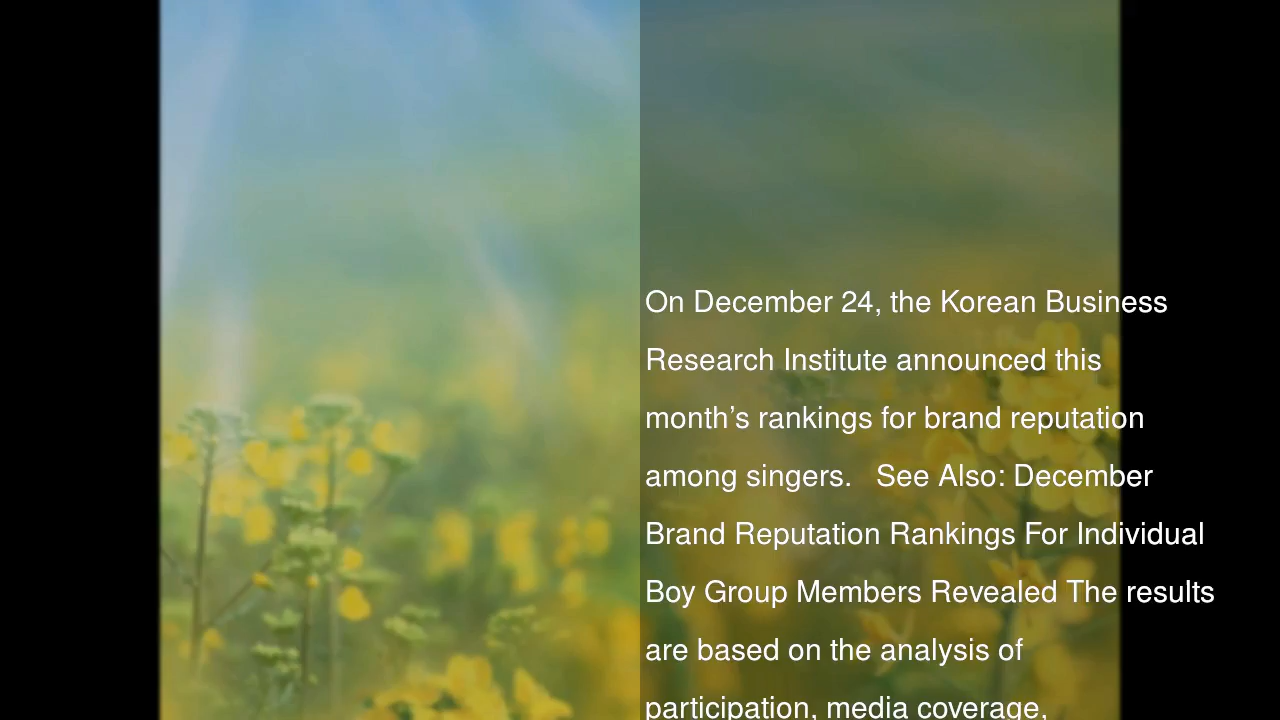 On December 24, the Korean Business
Research Institute announced this
month’s rankings for brand reputation
among singers.   See Also: December
Brand Reputation Rankings For Individual
Boy Group Members Revealed The results
are based on the analysis of
participation, media coverage,